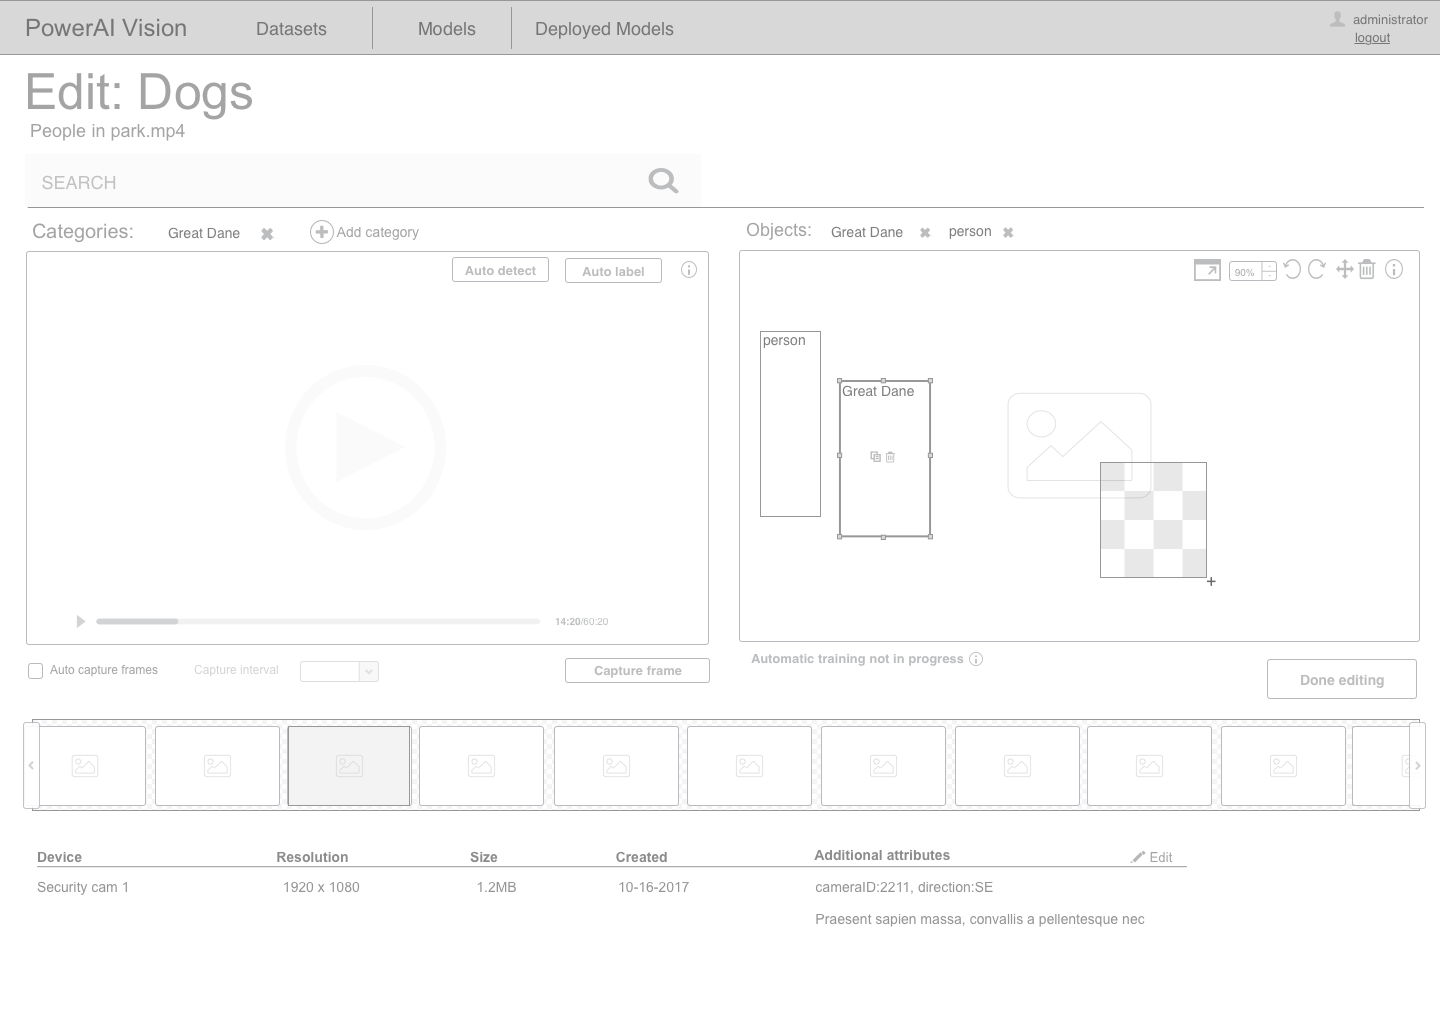 PowerAI Vision
Datasets
Models
Deployed Models
administrator
logout
Edit: Dogs
People in park.mp4
SEARCH
Categories:
Great Dane
Add category
Objects:
Great Dane
person
Auto detect
Auto label
90%
person
Great Dane
14:20/60:20
Auto capture frames
Capture interval
Capture frame
Automatic training not in progress
Done editing
Device
Resolution
Size
Created
Additional attributes
Edit
Security cam 1
1920 x 1080
1.2MB
10-16-2017
cameraID:2211, direction:SE
Praesent sapien massa, convallis a pellentesque nec